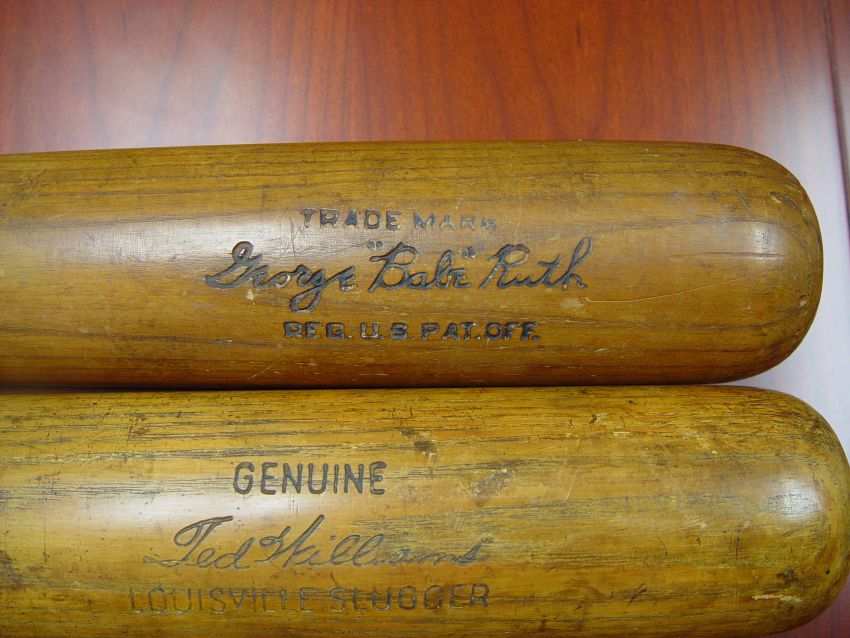 TRADE MARK
George "Babe" Ruth
REG. U.S. PAT. OFF.
GENUINE
Ted Williams
LOUISVILLE SLUGGER